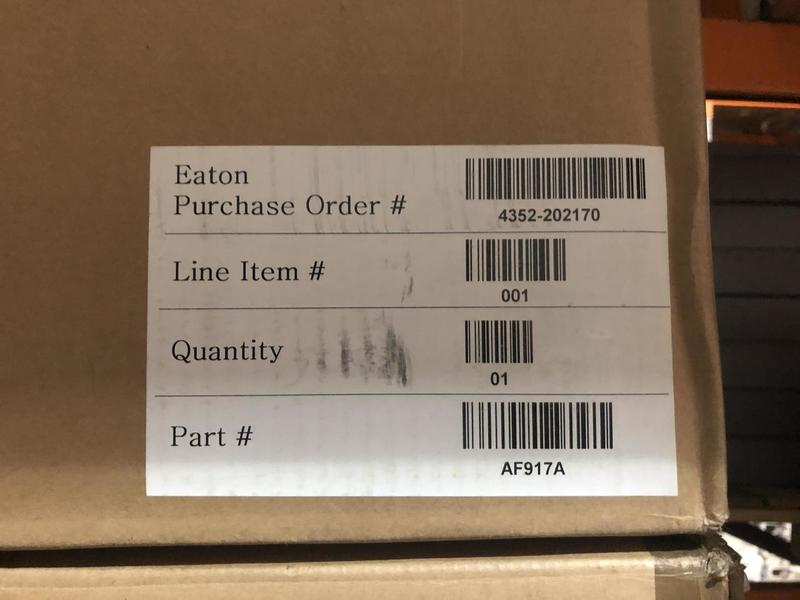 Eaton
Purchase Order #
4352-202170
Line Item #
001
Quantity
01
Part #
AF917A